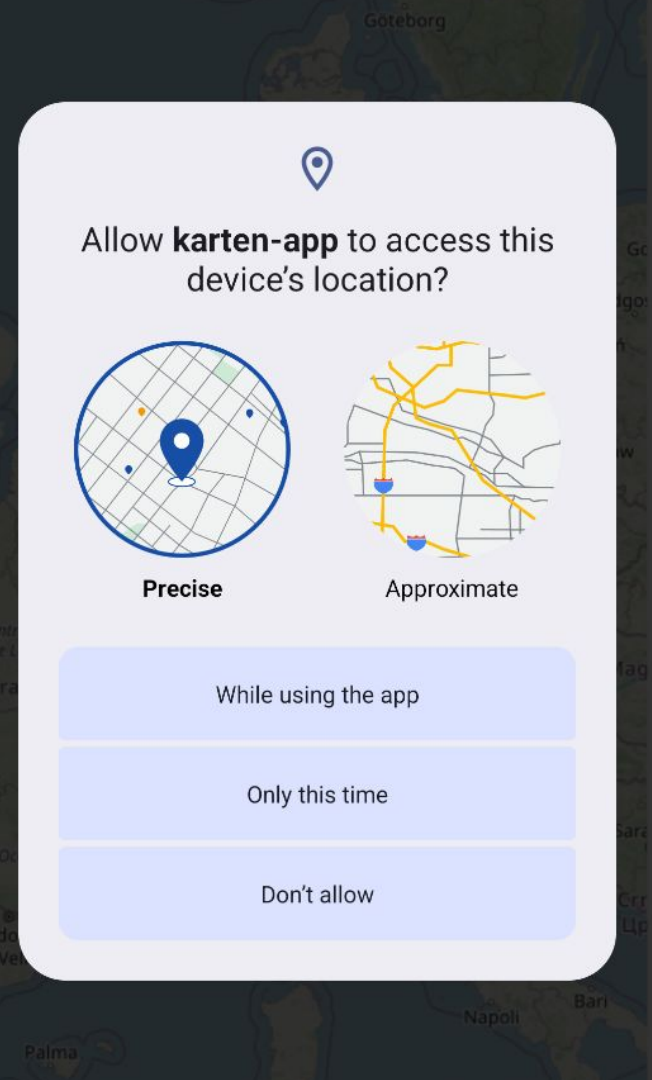 Göteborg
Allow karten-app to access this
device's location?
Precise
Approximate
While using the app
Only this time
Don't allow
Napoli
Bari
Palma